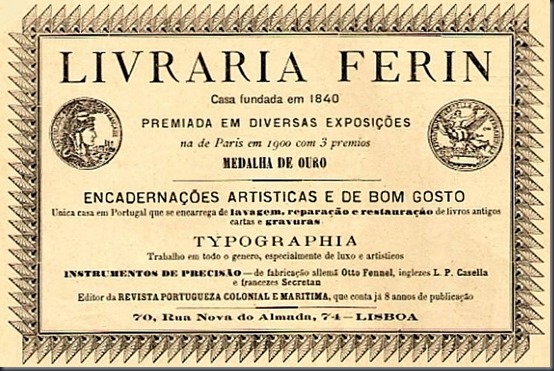 LIVRARIA FERIN
Casa fundada em 1840
PREMIADA EM DIVERSAS EXPOSIÇÕES
na de Paris em 1900 com 3 premios
MEDALHA DE OURO
ENCADERNAÇÕES ARTISTICAS E DE BOM GOSTO
Unica casa em Portugal que se encarrega de lavagem, reparação e restauração de livros antigos
cartas e gravuras
TYPOGRAPHIA
Trabalho em todo o genero, especialmente de luxo e artisticos
INSTRUMENTOS DE PRECISÃO — de fabricação allemã Otto Fennel, inglezes L. P. Casella
e francezes Secretan
Editor da REVISTA PORTUGUEZA COLONIAL E MARITIMA, que conta já 8 annos de publicação
70, Rua Nova do Almada, 74—LISBOA